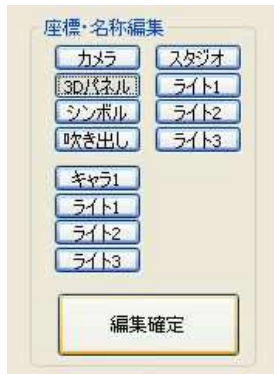 座標・名称編集
カメラ スタジオ
3Dパネル ライト1
シンボル ライト2
吹き出し ライト3
キャラ1
ライト1
ライト2
ライト3
編集確定